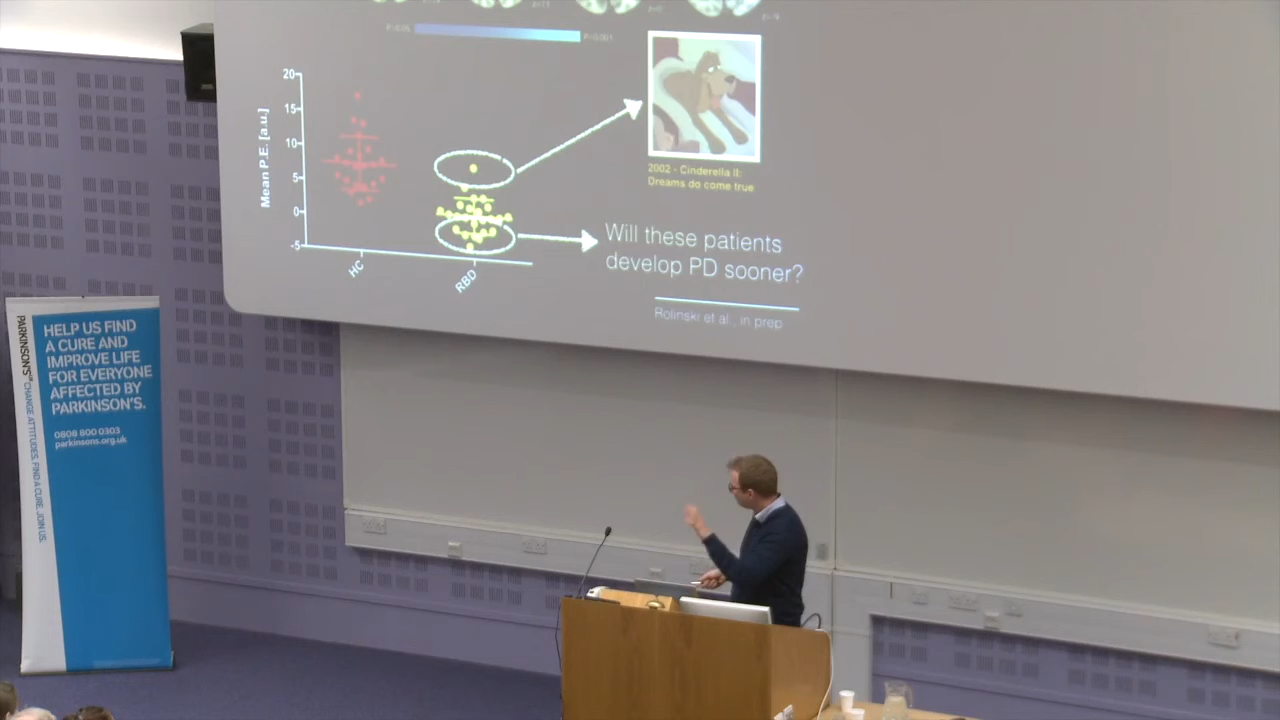 P=0.001
20
15
10
5
0
-5
Mean P.E. [a.u.]
HC
RBD
2002 - Cinderella II:
Dreams do come true
Will these patients
develop PD sooner?
Rolinski et al., in prep
PARKINSON'S UK
CHANGE ATTITUDES. FIND A CURE. JOIN US.
HELP US FIND
A CURE AND
IMPROVE LIFE
FOR EVERYONE
AFFECTED BY
PARKINSON'S.
0808 800 0303
parkinsons.org.uk